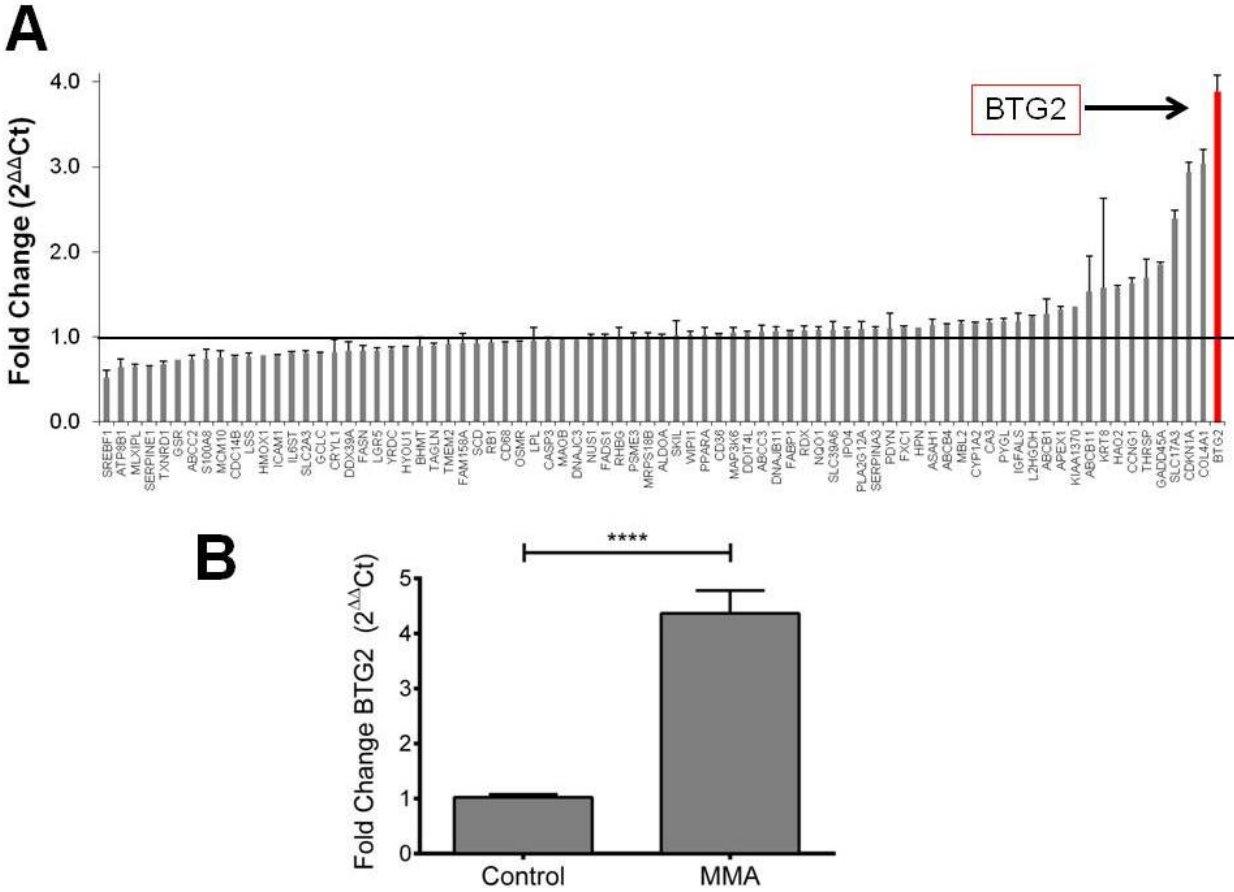 A
Fold Change (2ΔΔCt)
4.0
3.0
2.0
1.0
0.0
BTG2
SREBF1
ATP8B1
MLXIPL
SERPINE1
TXNRD1
GSR
ABCC2
S100A8
MCM10
CDC14B
LSS
HMOX1
ICAM1
IL6ST
SLC2A3
GCLC
CRYL1
DDX39A
FASN
LGR5
YRDC
HYOU1
BHMT
TAGLN
TMEM2
FAM158A
SCD
RB1
CD68
OSMR
LPL
CASP3
MAOB
DNAJC3
NUS1
FADS1
RHBG
PSME3
MRPS18B
ALDOA
SKIL
WIPI1
PPARA
CD36
MAP3K6
DDIT4L
ABCC3
DNAJB11
FABP1
RDX
NQO1
SLC39A6
IPO4
PLA2G12A
SERPINA3
PDYN
FXC1
HPN
ASAH1
ABCB4
MBL2
CYP1A2
CA3
PYGL
IGFALS
L2HGDH
ABCB1
APEX1
KIAA1370
ABCB11
KRT8
HAO2
CCNG1
THRSP
GADD45A
SLC17A3
CDKN1A
COL4A1
BTG2
B
Fold Change BTG2 (2ΔΔCt)
****
5
4
3
2
1
0
Control
MMA